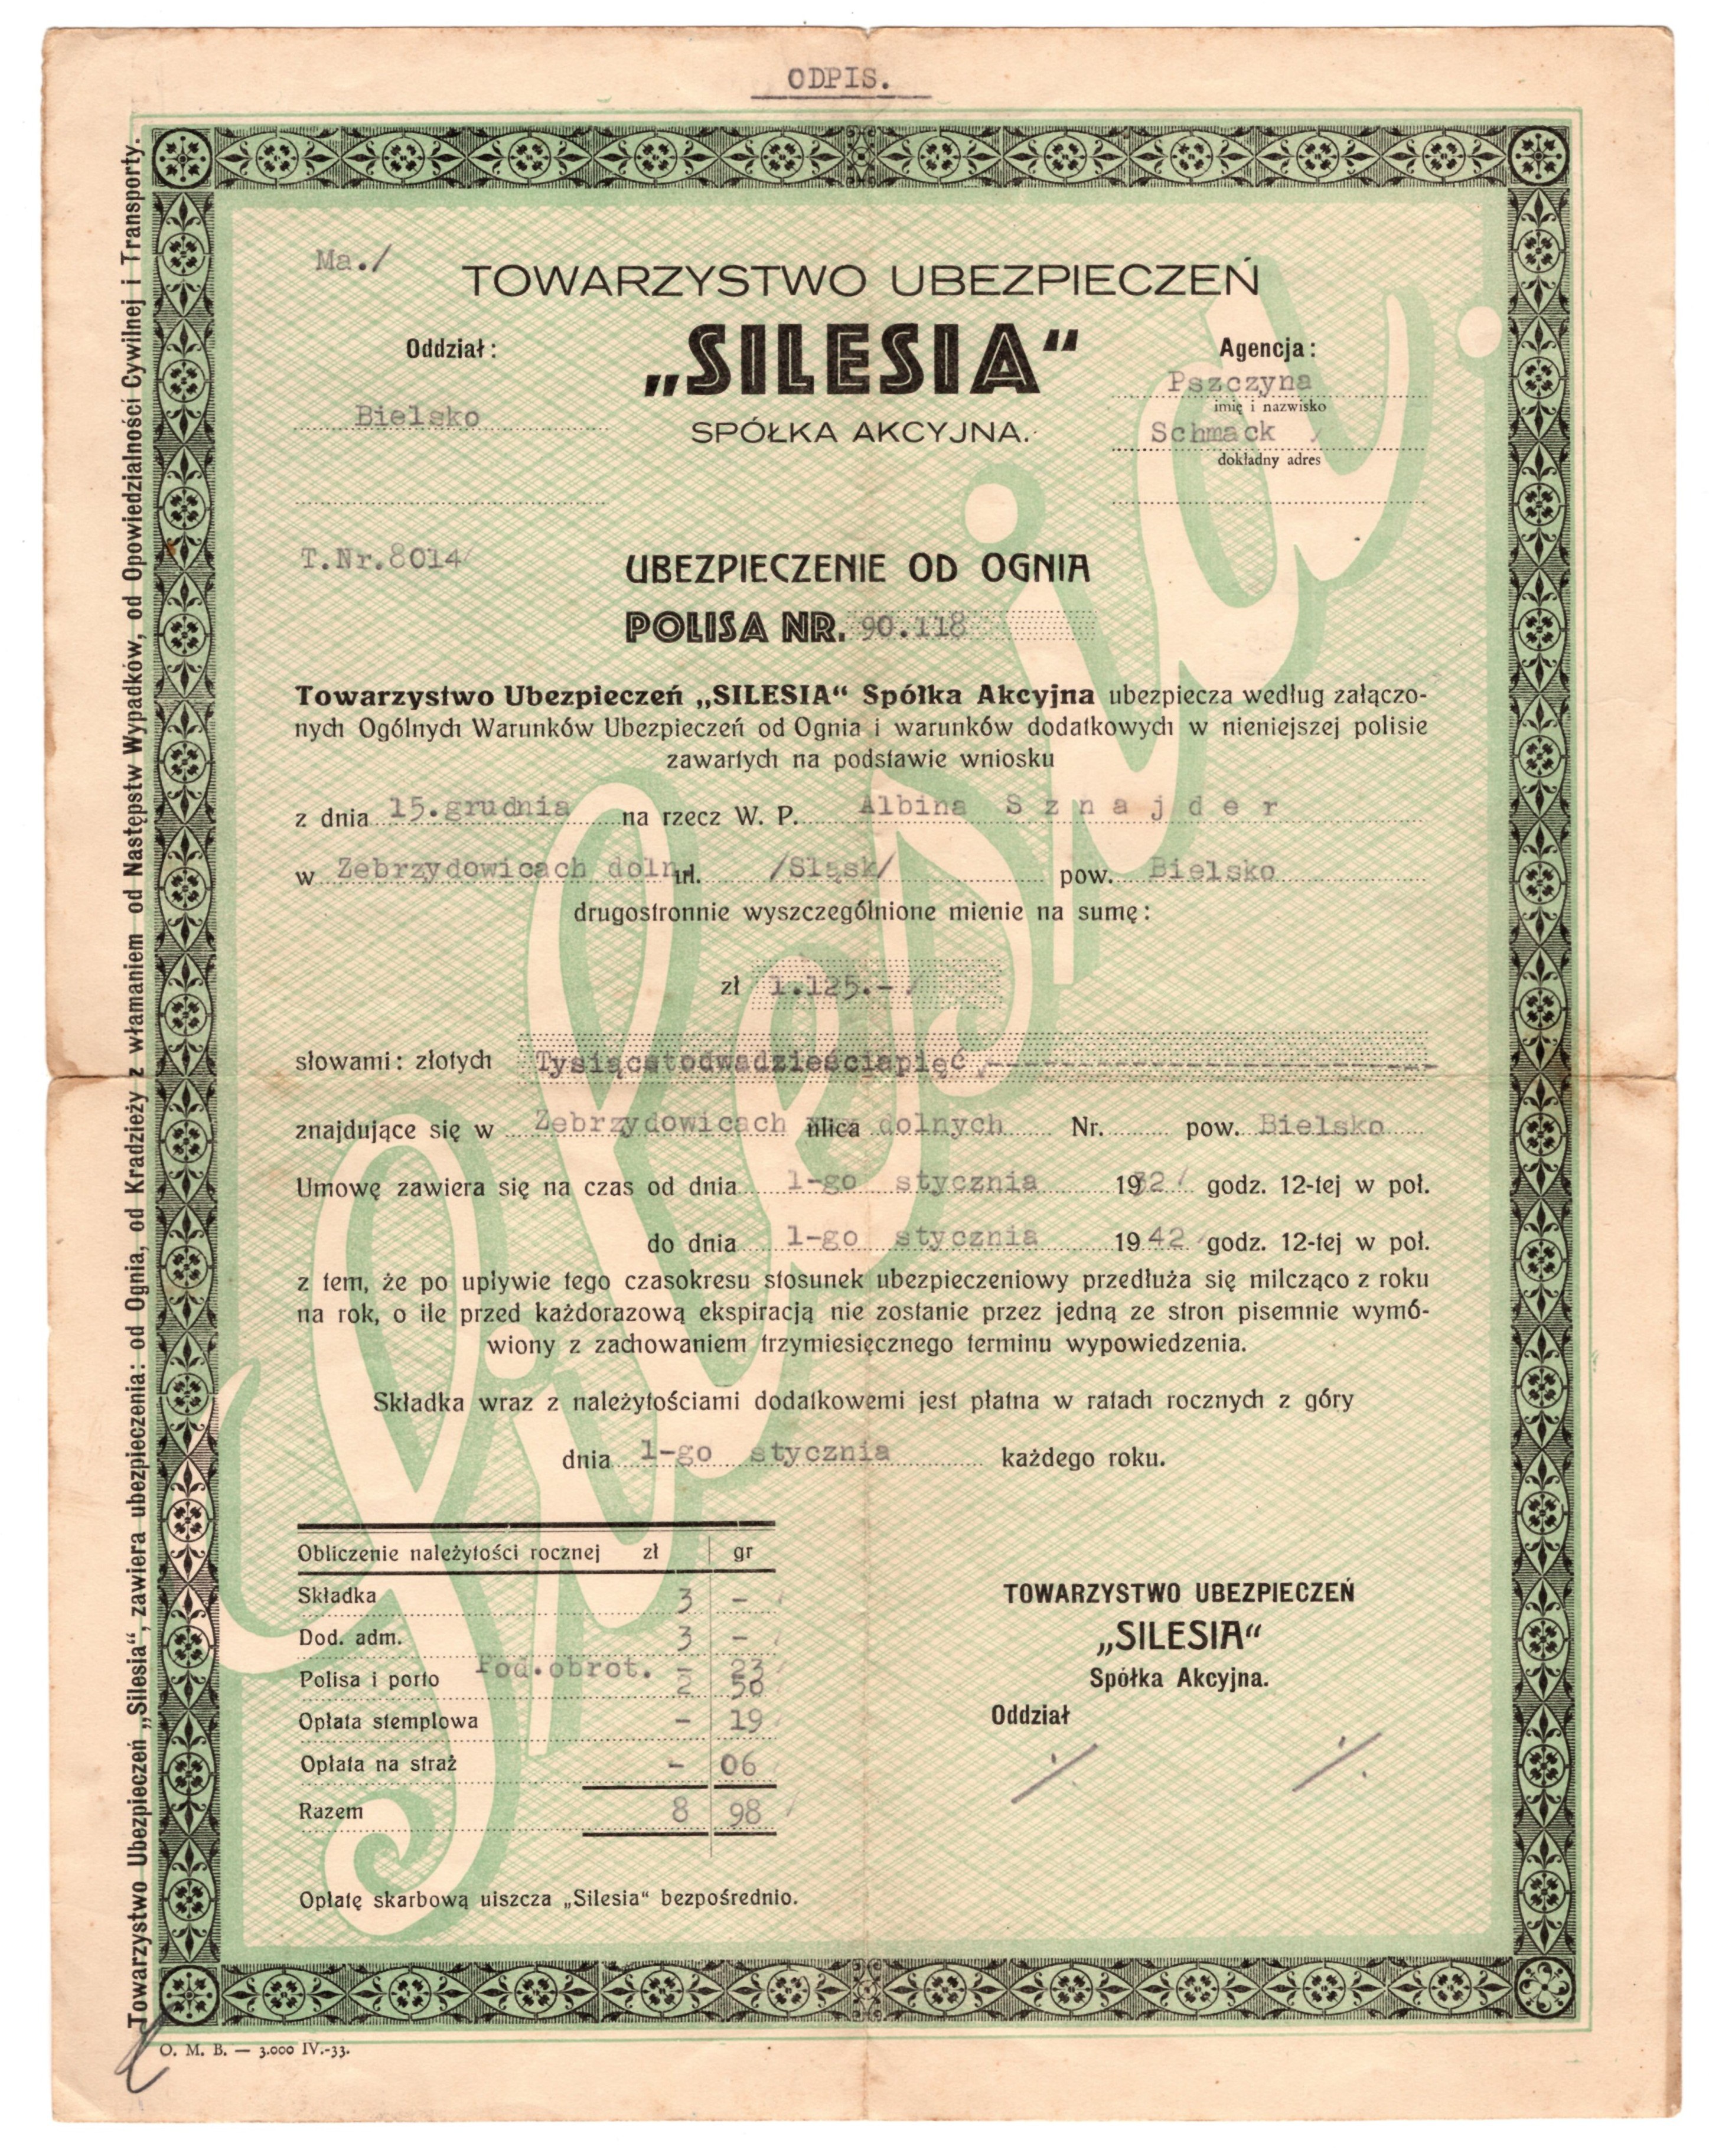 ODPIS.
Ma./
TOWARZYSTWO UBEZPIECZEŃ
Oddział:
„SILESIA“
Agencja:
Pszczyna
imię i nazwisko
Bielsko
SPÓŁKA AKCYJNA.
Schmack
dokładny adres
T.Nr.8014
UBEZPIECZENIE OD OGNIA
POLISA NR. 90.118
Towarzystwo Ubezpieczeń „SILESIA“ Spółka Akcyjna ubezpiecza według załączo-
nych Ogólnych Warunków Ubezpieczeń od Ognia i warunków dodatkowych w nieniejszej polisie
zawartych na podstawie wniosku
z dnia 15.grudnia na rzecz W. P. Albina Sznajder
w Zebrzydowicach doln. ul. /Śląsk/ pow. Bielsko
drugostronnie wyszczególnione mienie na sumę:
zł 1.125.-
słowami: złotych Tysiącstodwadzieściapięć,-
znajdujące się w Zebrzydowicach ulica dolnych Nr. pow. Bielsko
Umowę zawiera się na czas od dnia 1-go stycznia 1932 godz. 12-tej w poł.
do dnia 1-go stycznia 1942 godz. 12-tej w poł.
z tem, że po upływie tego czasokresu stosunek ubezpieczeniowy przedłuża się milcząco z roku
na rok, o ile przed każdorazową ekspiracją nie zostanie przez jedną ze stron pisemnie wymó-
wiony z zachowaniem trzymiesięcznego terminu wypowiedzenia.
Składka wraz z należytościami dodatkowemi jest płatna w ratach rocznych z góry
dnia 1-go stycznia każdego roku.
Obliczenie należytości rocznej zł gr
Składka 3 -
Dod. adm. 3 -
Pod.obrot. - 23
Polisa i porto 2 50
Opłata stemplowa - 19
Opłata na straż - 06
Razem 8 98
TOWARZYSTWO UBEZPIECZEŃ
„SILESIA“
Spółka Akcyjna.
Oddział
./. ./.
Opłatę skarbową uiszcza „Silesia“ bezpośrednio.
O. M. B. — 3.000 IV.-33.
Towarzystwo Ubezpieczeń „Silesia“, zawiera ubezpieczenia: od Ognia, od Kradzieży z włamaniem od Następstw Wypadków, od Opowiedzialności Cywilnej i Transporty.
Silesia